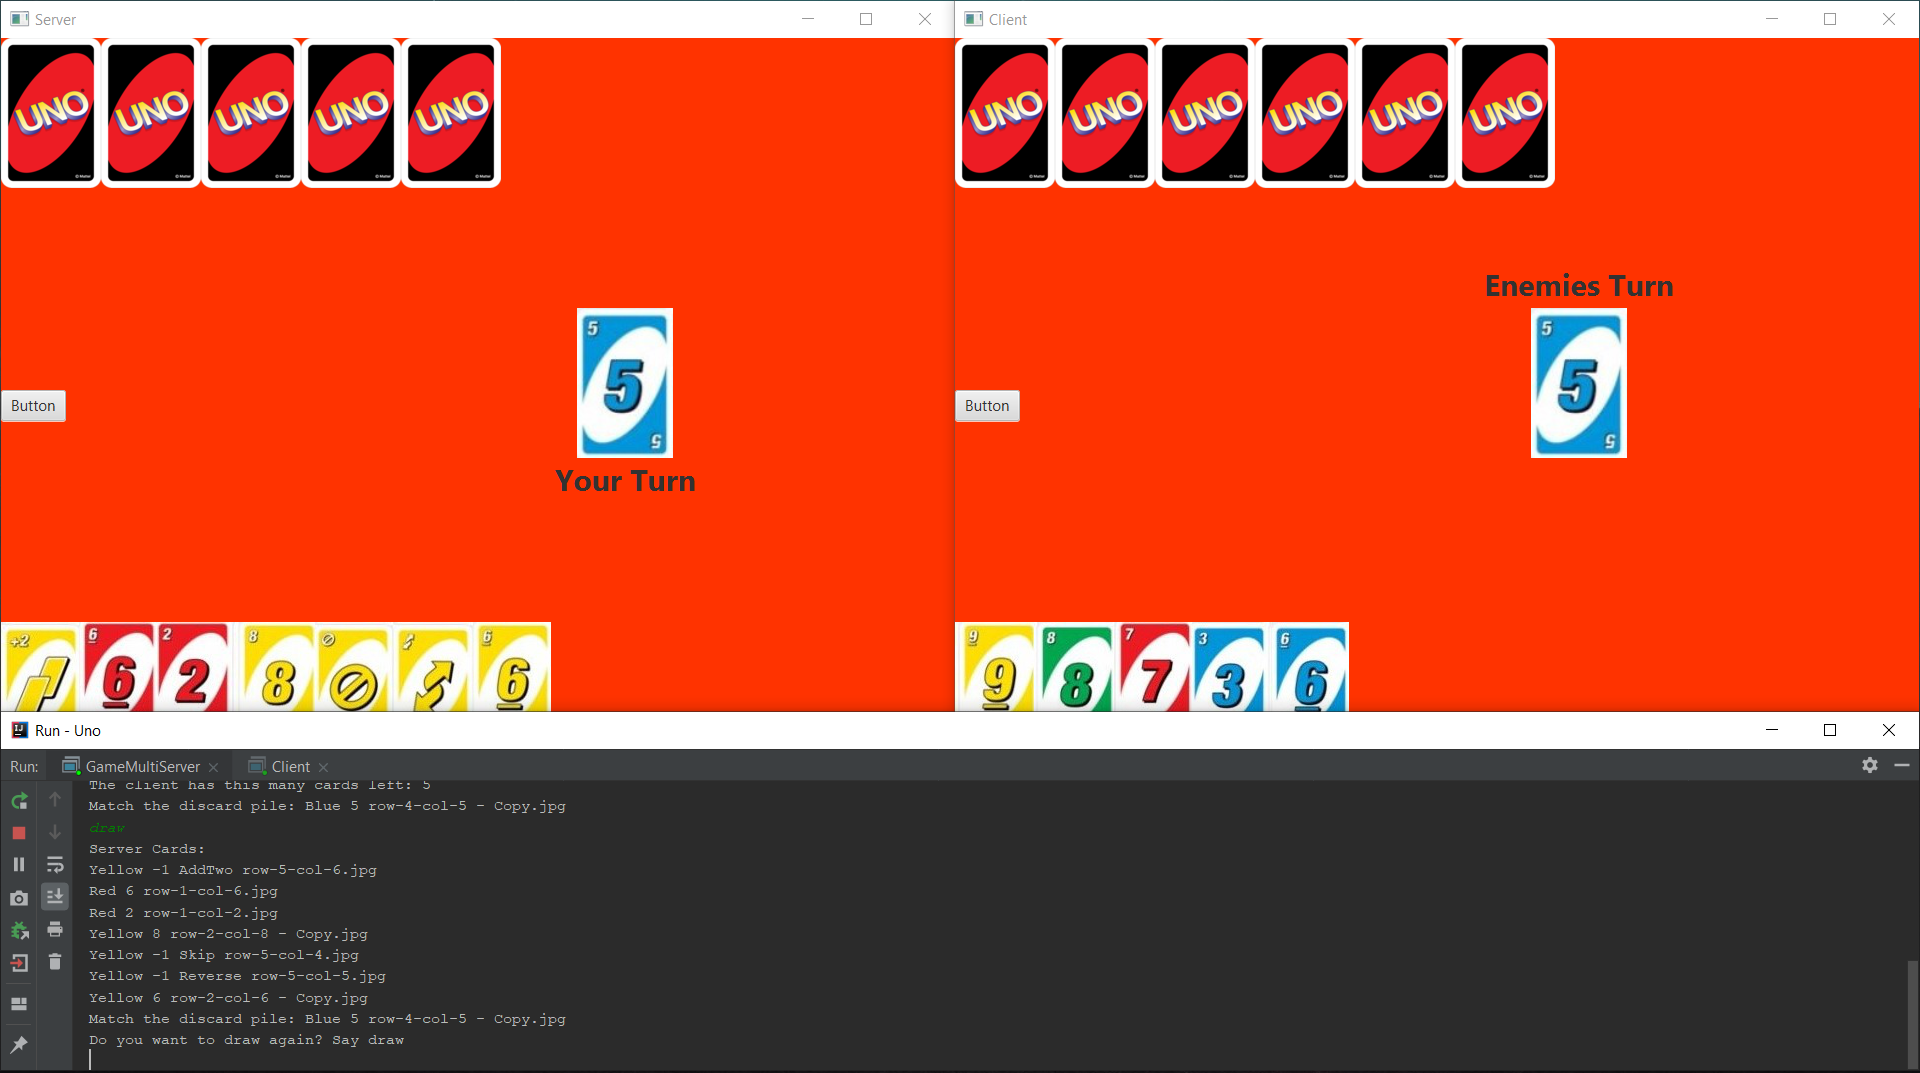 Server
UNO UNO UNO UNO UNO
5
5
5
Button
Your Turn
+2 6 2 8 8 6
6 2 8 6
Client
UNO UNO UNO UNO UNO UNO
Enemies Turn
5
5
5
Button
9 8 7 3 6
9 8 7 3 6
Run - Uno
Run: GameMultiServer Client
The client has this many cards left: 5
Match the discard pile: Blue 5 row-4-col-5 - Copy.jpg
draw
Server Cards:
Yellow -1 AddTwo row-5-col-6.jpg
Red 6 row-1-col-6.jpg
Red 2 row-1-col-2.jpg
Yellow 8 row-2-col-8 - Copy.jpg
Yellow -1 Skip row-5-col-4.jpg
Yellow -1 Reverse row-5-col-5.jpg
Yellow 6 row-2-col-6 - Copy.jpg
Match the discard pile: Blue 5 row-4-col-5 - Copy.jpg
Do you want to draw again? Say draw